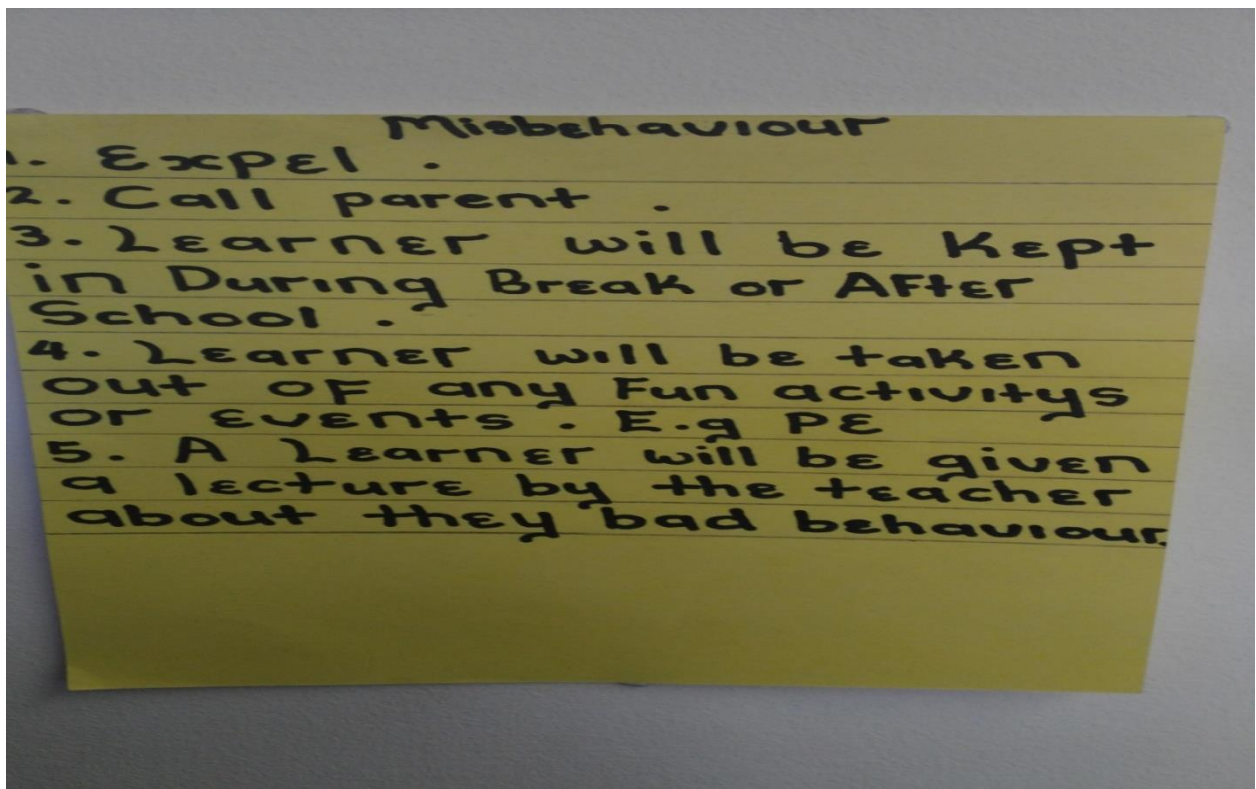 Misbehaviour
1. Expel .
2. Call parent .
3. Learner will be Kept
in During Break or After
School .
4. Learner will be taken
out of any Fun activitys
or events . E.g PE
5. A Learner will be given
a lecture by the teacher
about they bad behaviour.